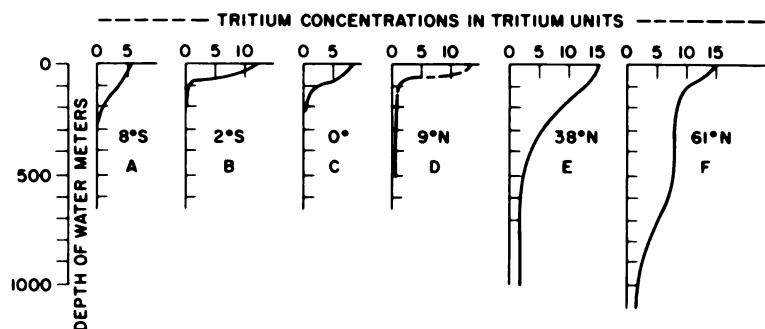 TRITIUM CONCENTRATIONS IN TRITIUM UNITS
0 5 0 5 10 0 5 0 5 10 0 5 10 15 0 5 10 15
0
500
1000
DEPTH OF WATER METERS
8°S 2°S 0° 9°N 38°N 61°N
A B C D E F